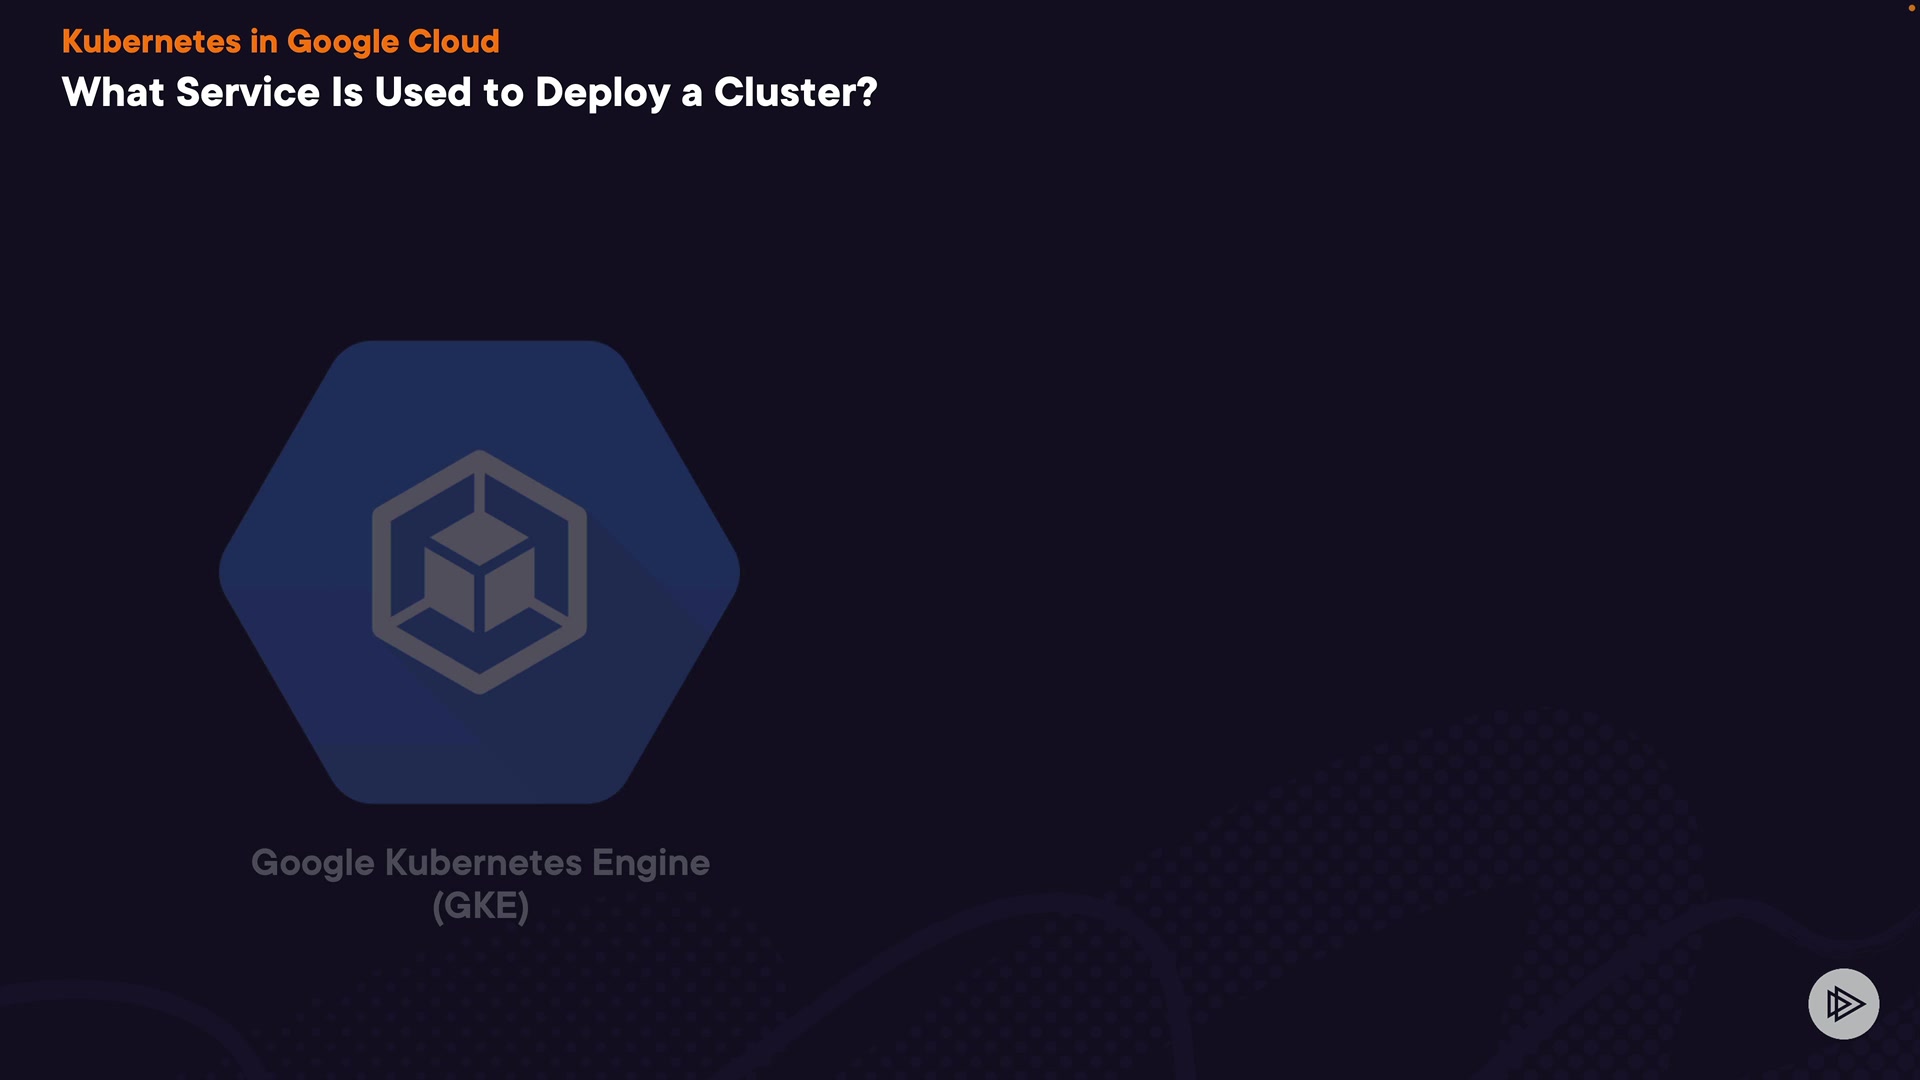 Kubernetes in Google Cloud
What Service Is Used to Deploy a Cluster?
Google Kubernetes Engine
(GKE)